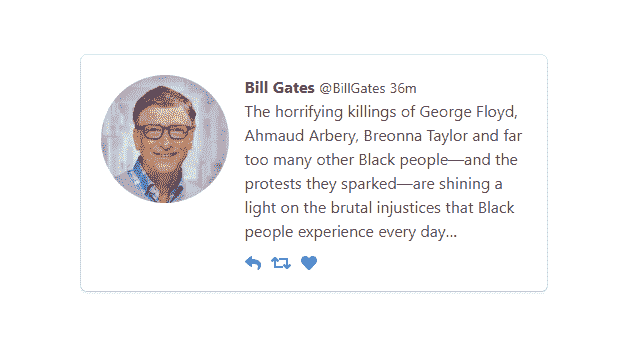 Bill Gates @BillGates 36m
The horrifying killings of George Floyd,
Ahmaud Arbery, Breonna Taylor and far
too many other Black people—and the
protests they sparked—are shining a
light on the brutal injustices that Black
people experience every day...